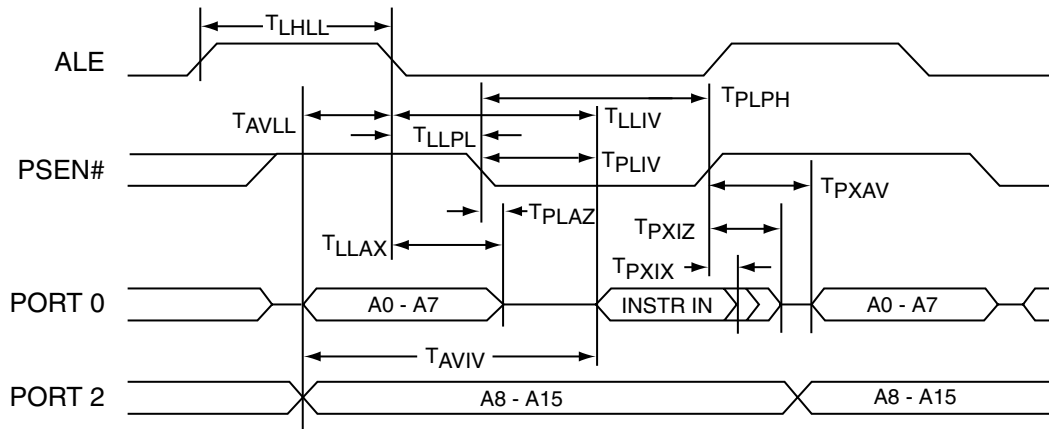 TLHLL
ALE
TPLPH
TAVLL
TLLIV
TLLPL
PSEN#
TPLIV
TPXAV
TPLAZ
TPXIZ
TLLAX
TPXIX
PORT 0
A0 - A7
INSTR IN
A0 - A7
TAVIV
PORT 2
A8 - A15
A8 - A15